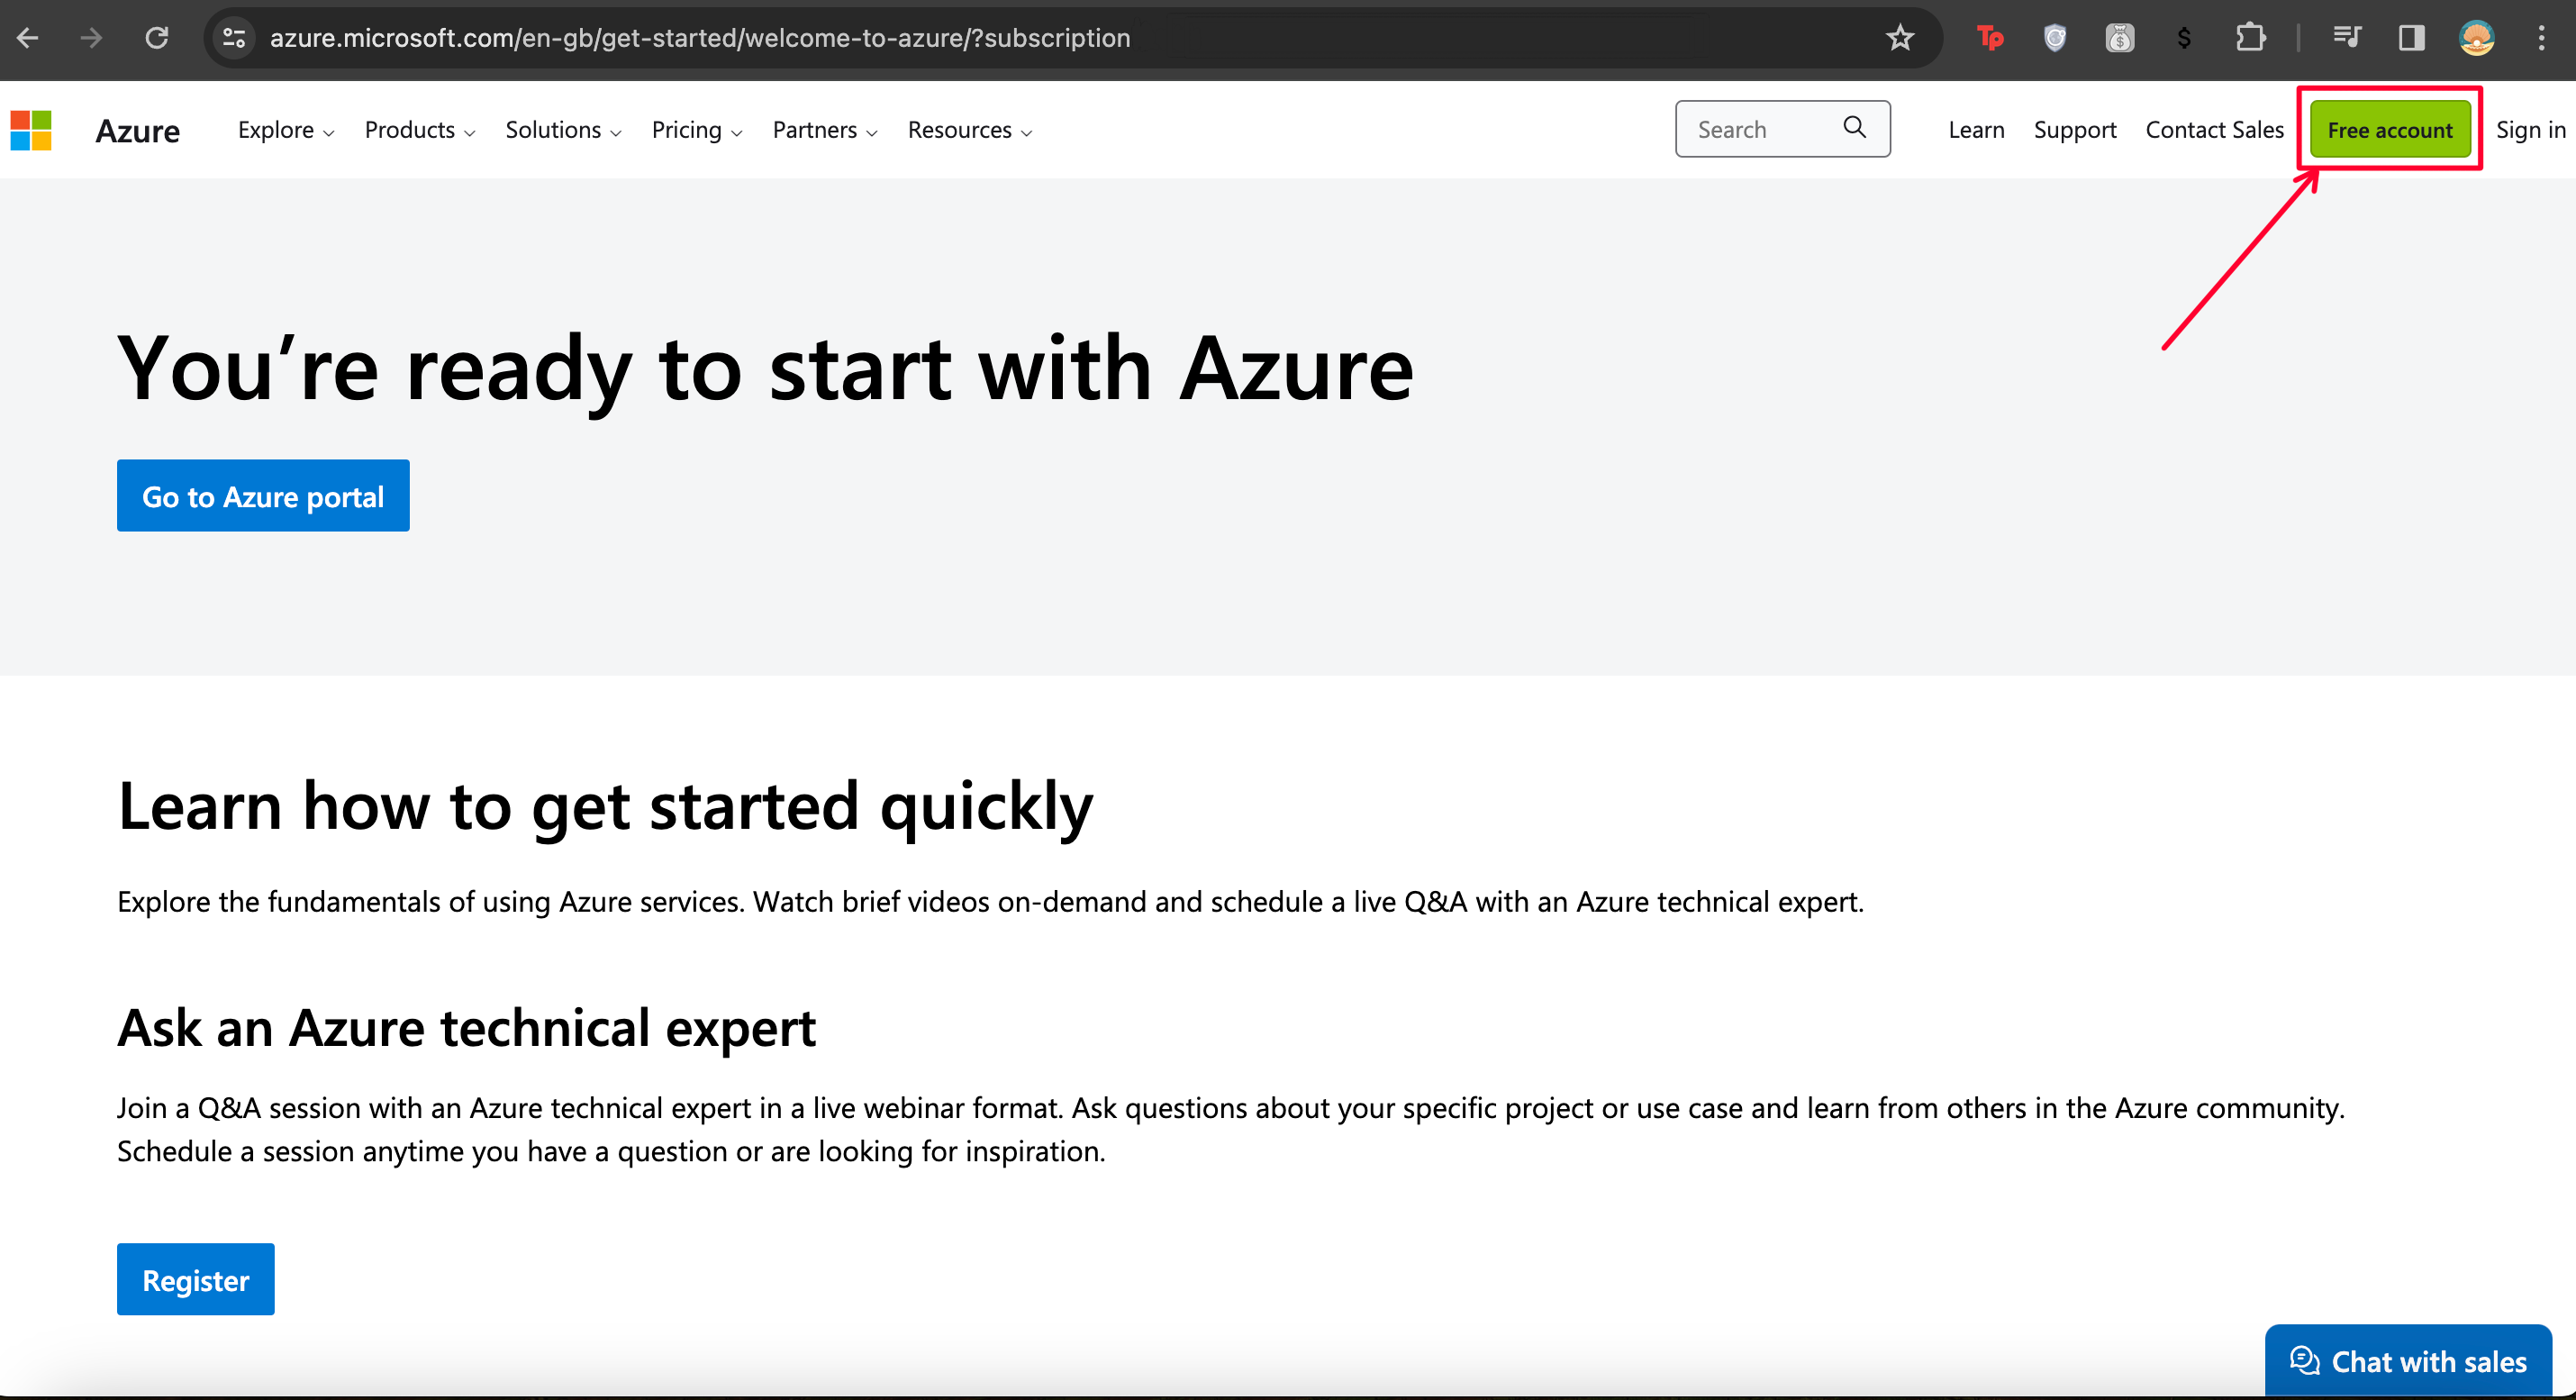 azure.microsoft.com/en-gb/get-started/welcome-to-azure/?subscription
Tp
$
$
Azure Explore Products Solutions Pricing Partners Resources Search Learn Support Contact Sales Free account Sign in
You’re ready to start with Azure
Go to Azure portal
Learn how to get started quickly
Explore the fundamentals of using Azure services. Watch brief videos on-demand and schedule a live Q&A with an Azure technical expert.
Ask an Azure technical expert
Join a Q&A session with an Azure technical expert in a live webinar format. Ask questions about your specific project or use case and learn from others in the Azure community.
Schedule a session anytime you have a question or are looking for inspiration.
Register
Chat with sales